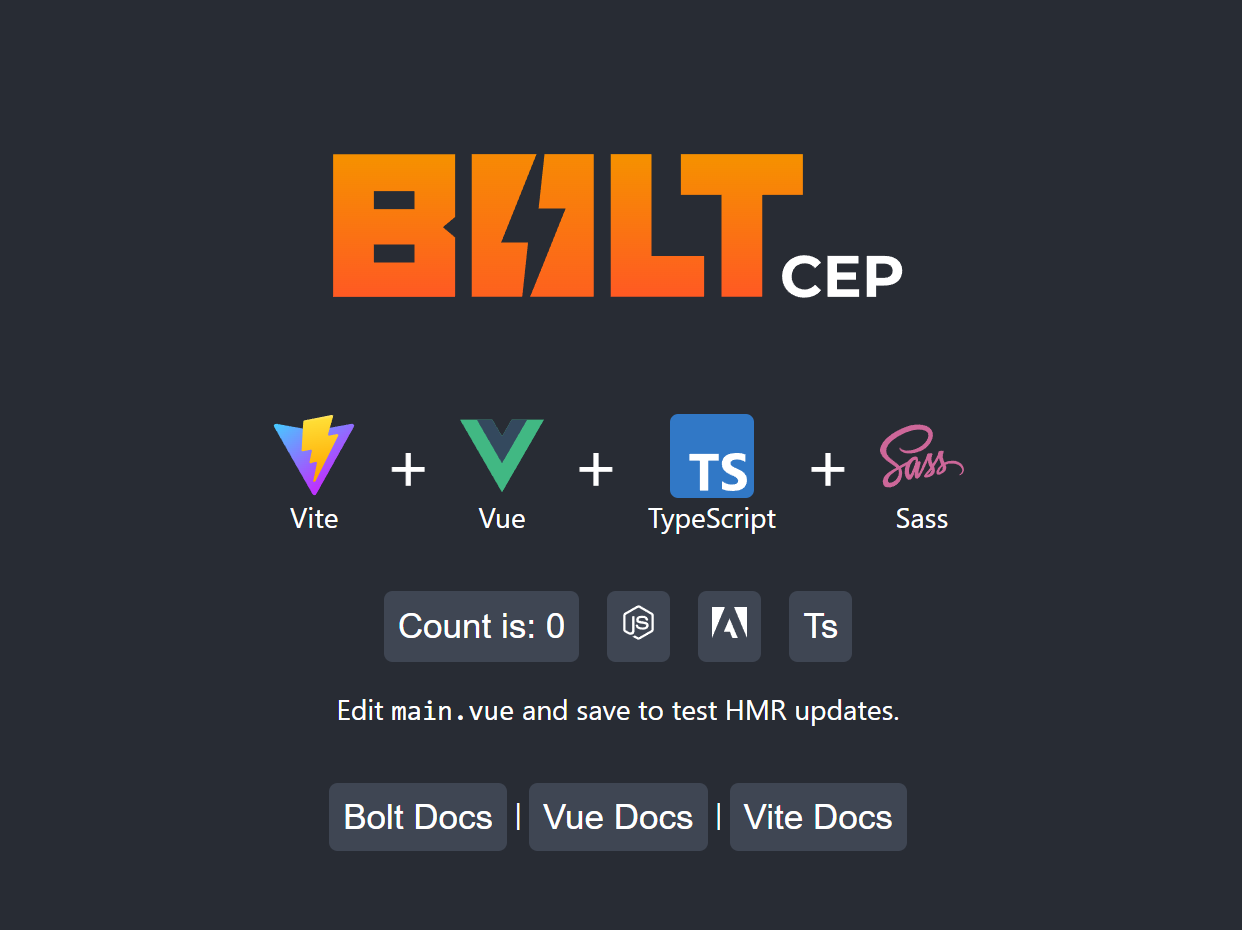 BOLT CEP
TS Sass
Vite + Vue + TypeScript + Sass
Count is: 0 JS A Ts
Edit main.vue and save to test HMR updates.
Bolt Docs | Vue Docs | Vite Docs